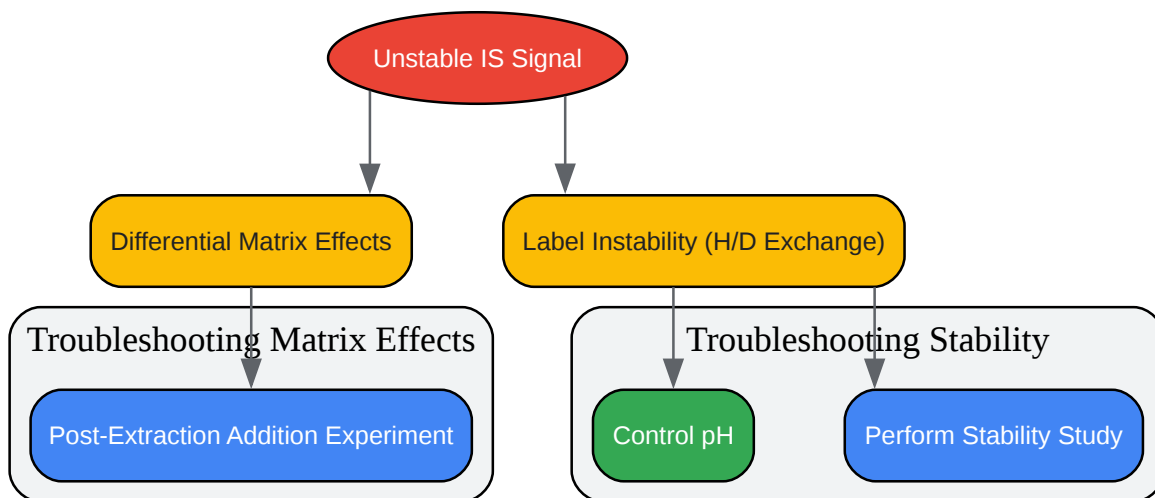 Unstable IS Signal
Differential Matrix Effects
Label Instability (H/D Exchange)
Troubleshooting Matrix Effects
Troubleshooting Stability
Post-Extraction Addition Experiment
Control pH
Perform Stability Study